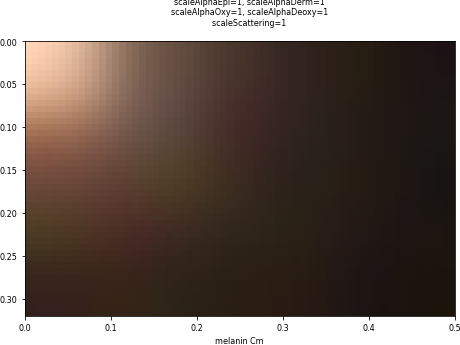 scaleAlphaEpi=1, scaleAlphaDerm=1
scaleAlphaOxy=1, scaleAlphaDeoxy=1
scaleScattering=1
0.00
0.05
0.10
0.15
0.20
0.25
0.30
0.0 0.1 0.2 0.3 0.4 0.5
melanin Cm